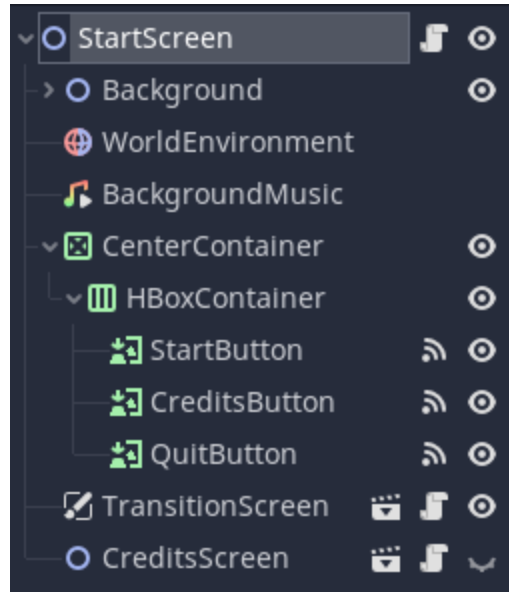 StartScreen
Background
WorldEnvironment
BackgroundMusic
CenterContainer
HBoxContainer
StartButton
CreditsButton
QuitButton
TransitionScreen
CreditsScreen